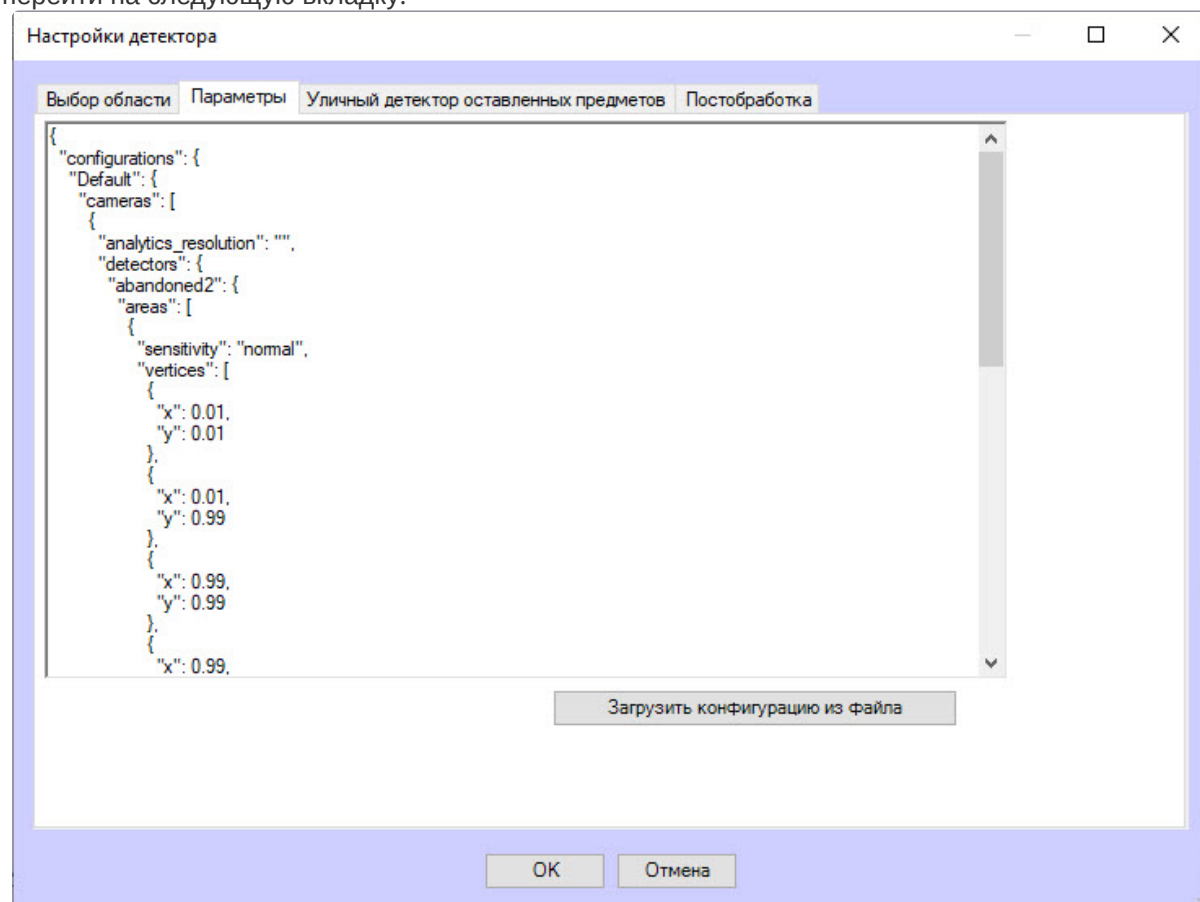 перейти на следующую вкладку.
Настройки детектора
Выбор области Параметры Уличный детектор оставленных предметов Постобработка
{
"configurations": {
"Default": {
"cameras": [
{
"analytics_resolution": "",
"detectors": {
"abandoned2": {
"areas": [
{
"sensitivity": "normal",
"vertices": [
{
"x": 0.01,
"y": 0.01
},
{
"x": 0.01,
"y": 0.99
},
{
"x": 0.99,
"y": 0.99
},
{
"x": 0.99,
Загрузить конфигурацию из файла
OK Отмена